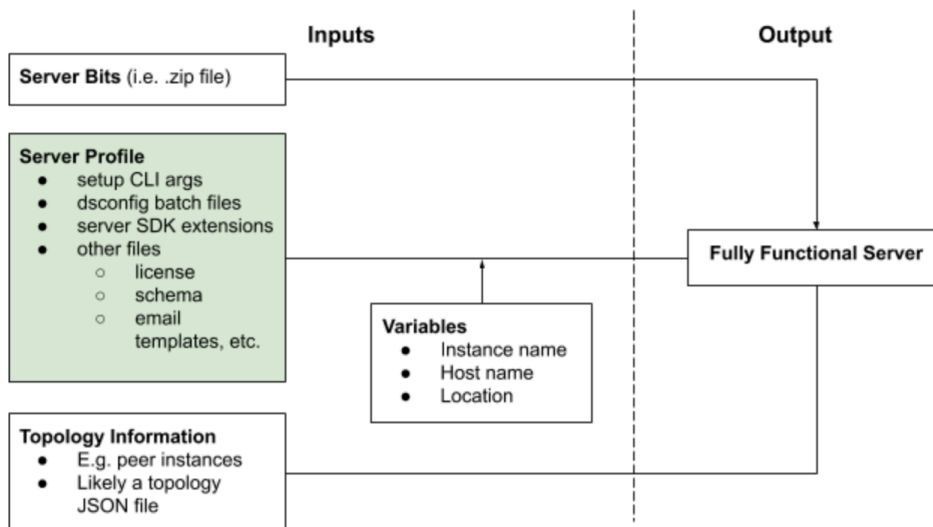 Inputs
Output
Server Bits (i.e. .zip file)
Server Profile
● setup CLI args
● dsconfig batch files
● server SDK extensions
● other files
○ license
○ schema
○ email
templates, etc.
Fully Functional Server
Variables
● Instance name
● Host name
● Location
Topology Information
● E.g. peer instances
● Likely a topology
JSON file